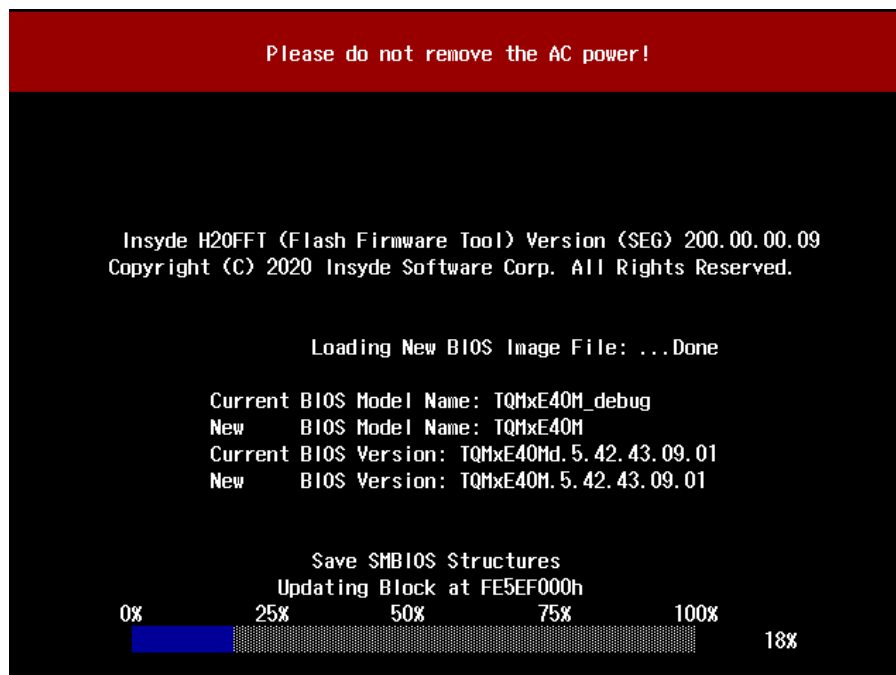 Please do not remove the AC power!
Insyde H2OFFT (Flash Firmware Tool) Version (SEG) 200.00.00.09
Copyright (C) 2020 Insyde Software Corp. All Rights Reserved.
Loading New BIOS Image File: ...Done
Current BIOS Model Name: TQMxE40M_debug
New BIOS Model Name: TQMxE40M
Current BIOS Version: TQMxE40Md.5.42.43.09.01
New BIOS Version: TQMxE40M.5.42.43.09.01
Save SMBIOS Structures
Updating Block at FE5EF000h
0% 25% 50% 75% 100%
18%